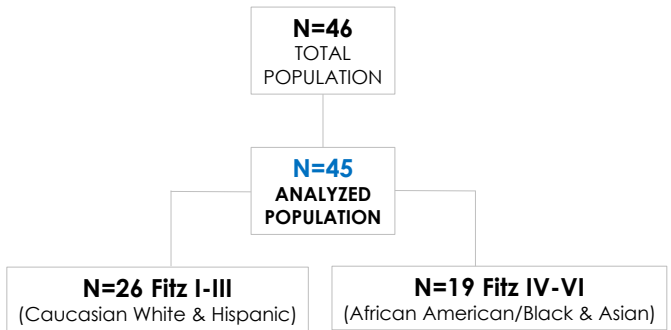 N=46
TOTAL
POPULATION
N=45
ANALYZED
POPULATION
N=26 Fitz I-III
(Caucasian White & Hispanic)
N=19 Fitz IV-VI
(African American/Black & Asian)